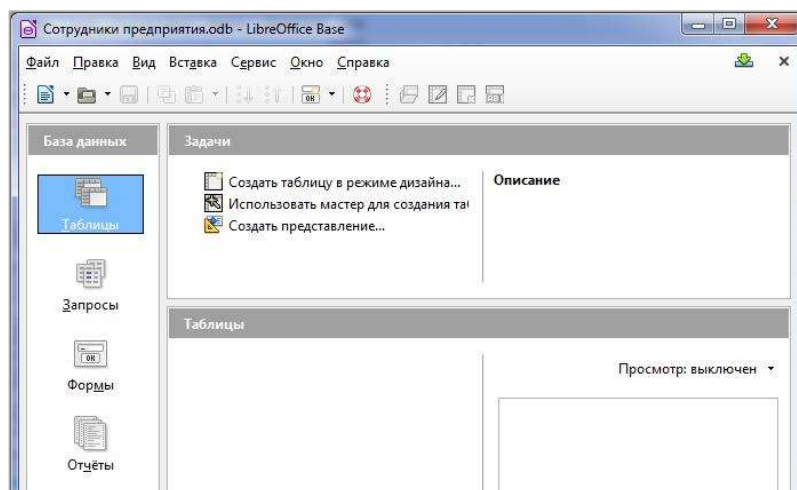 Сотрудники предприятия.odb - LibreOffice Base
Файл Правка Вид Вставка Сервис Окно Справка
База данных
Задачи
Создать таблицу в режиме дизайна...
Использовать мастер для создания та
Создать представление...
Описание
Таблицы
Запросы
Формы
Отчёты
Таблицы
Просмотр: выключен